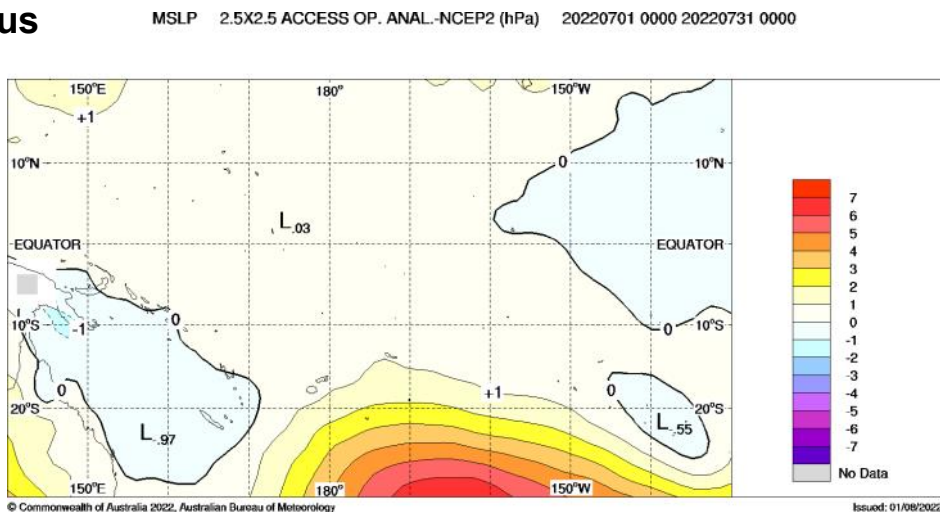 us
MSLP 2.5X2.5 ACCESS OP. ANAL.-NCEP2 (hPa) 20220701 0000 20220731 0000
150°E 180° 150°W
+1
10°N 0 10°N
L.03
EQUATOR EQUATOR
0 0
10°S -1 10°S
0 +1 0
20°S 20°S
L-.97 L-.55
150°E 180° 150°W
7
6
5
4
3
2
1
0
-1
-2
-3
-4
-5
-6
-7
No Data
© Commonwealth of Australia 2022, Australian Bureau of Meteorology Issued: 01/08/2022